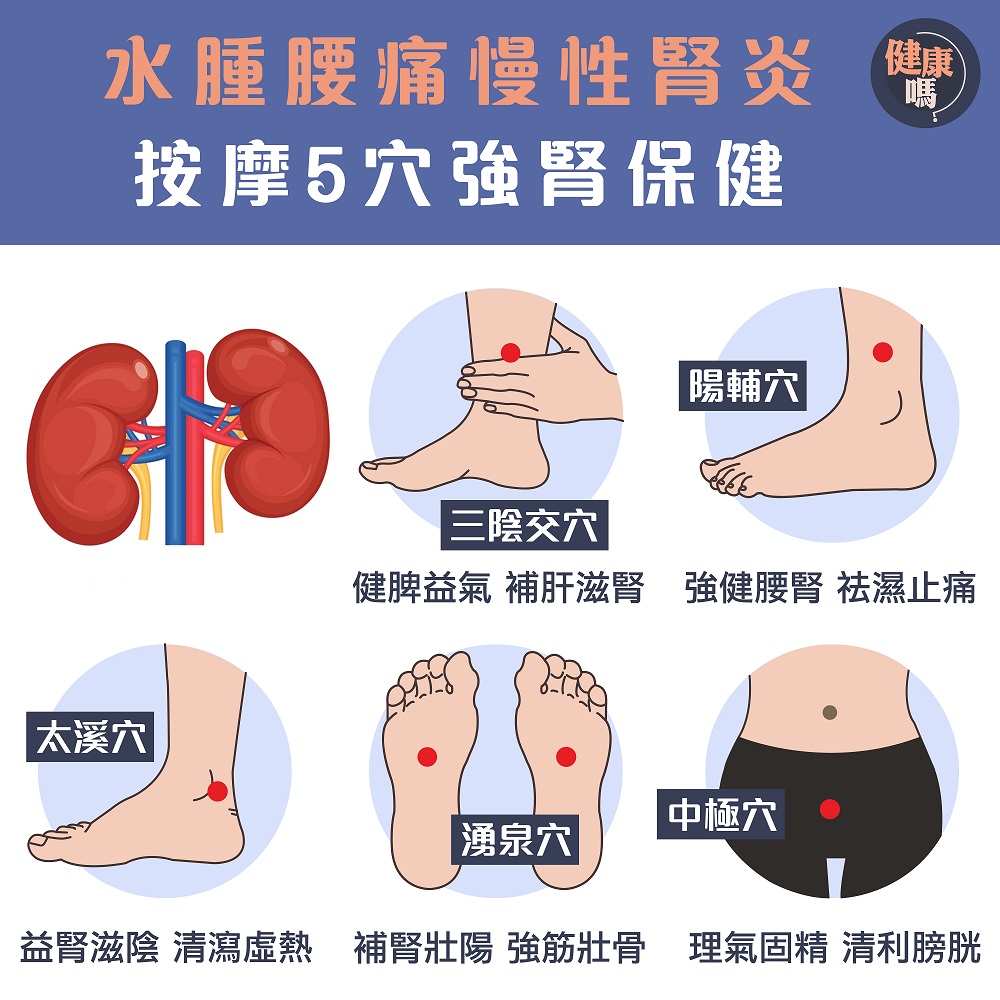 水腫腰痛慢性腎炎
健康
嗎?
按摩5穴強腎保健
三陰交穴
健脾益氣 補肝滋腎
陽輔穴
強健腰腎 祛濕止痛
太溪穴
益腎滋陰 清瀉虛熱
湧泉穴
補腎壯陽 強筋壯骨
中極穴
理氣固精 清利膀胱